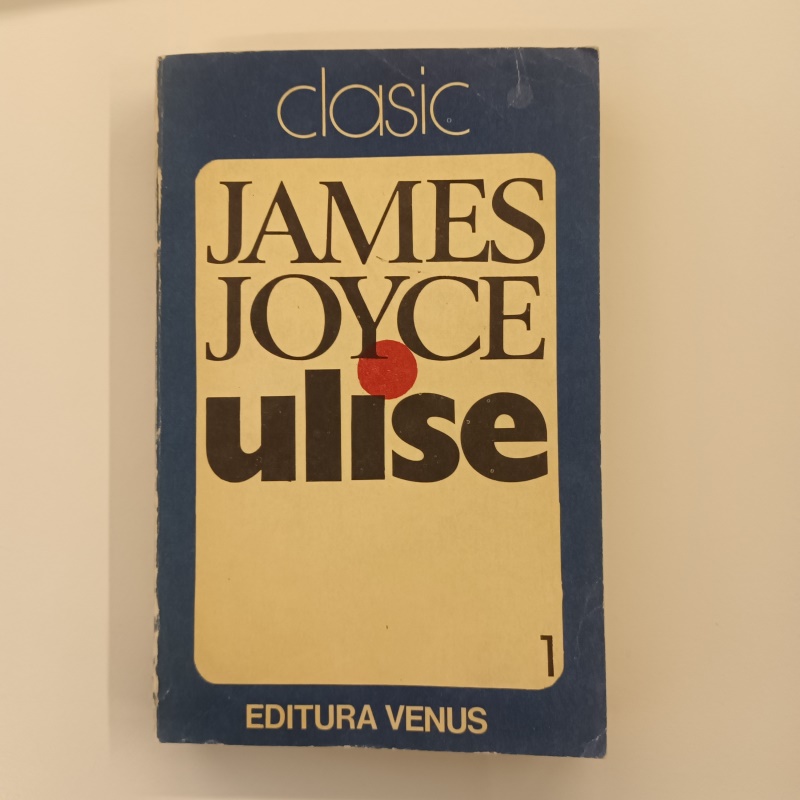 clasic
JAMES
JOYCE
ulise
1
EDITURA VENUS